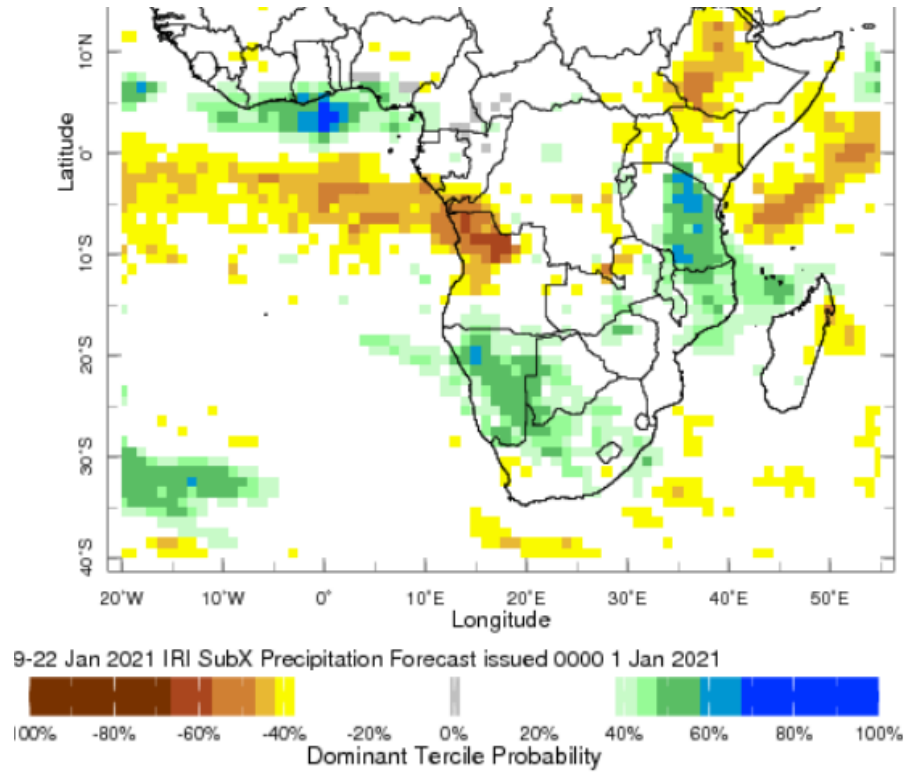 Latitude
10˚N
0˚
10˚S
20˚S
30˚S
40˚S
20˚W 10˚W 0˚ 10˚E 20˚E 30˚E 40˚E 50˚E
Longitude
9-22 Jan 2021 IRI SubX Precipitation Forecast issued 0000 1 Jan 2021
100% -80% -60% -40% -20% 0% 20% 40% 60% 80% 100%
Dominant Tercile Probability